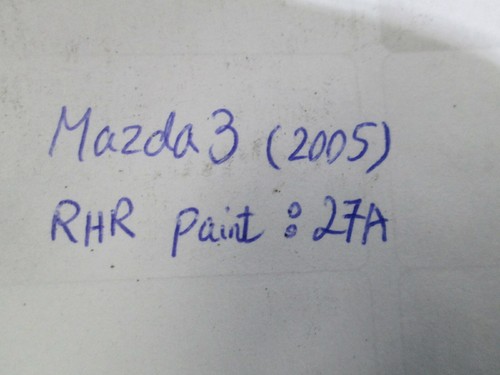 Mazda3 (2005)
RHR paint : 27A